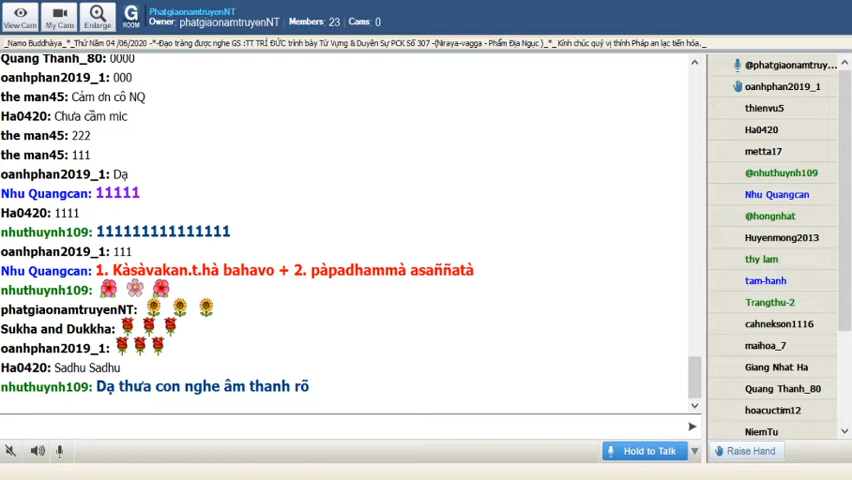 View Cam
My Cam
Enlarge
G
ROOM
PhatgiaonamtruyenNT
Owner: phatgiaonamtruyenNT Members: 23 Cams: 0
_Namo Buddhàya_*_Thứ Năm 04 /06/2020 -*-Đạo tràng được nghe GS :TT TRÍ ĐỨC trình bày Từ Vựng & Duyên Sự PCK Số 307 -(Niraya-vagga - Phẩm Địa Ngục )_*_ Kính chúc quý vị thính Pháp an lạc tiến hóa._
Quang Thanh_80: 0000
oanhphan2019_1: 000
the man45: Cảm ơn cô NQ
Ha0420: Chưa cầm mic
the man45: 222
the man45: 111
oanhphan2019_1: Dạ
Nhu Quangcan: 11111
Ha0420: 1111
nhuthuynh109: 111111111111111
oanhphan2019_1: 111
Nhu Quangcan: 1. Kàsàvakan.t.hà bahavo + 2. pàpadhammà asaññatà
nhuthuynh109:
phatgiaonamtruyenNT:
Sukha and Dukkha:
oanhphan2019_1:
Ha0420: Sadhu Sadhu
nhuthuynh109: Dạ thưa con nghe âm thanh rõ
@phatgiaonamtruy...
oanhphan2019_1
thienvu5
Ha0420
metta17
@nhuthuynh109
Nhu Quangcan
@hongnhat
Huyenmong2013
thy lam
tam-hanh
Trangthu-2
cahnekson1116
maihoa_7
Giang Nhat Ha
Quang Thanh_80
hoacuctim12
NiemTu
Hold to Talk
Raise Hand